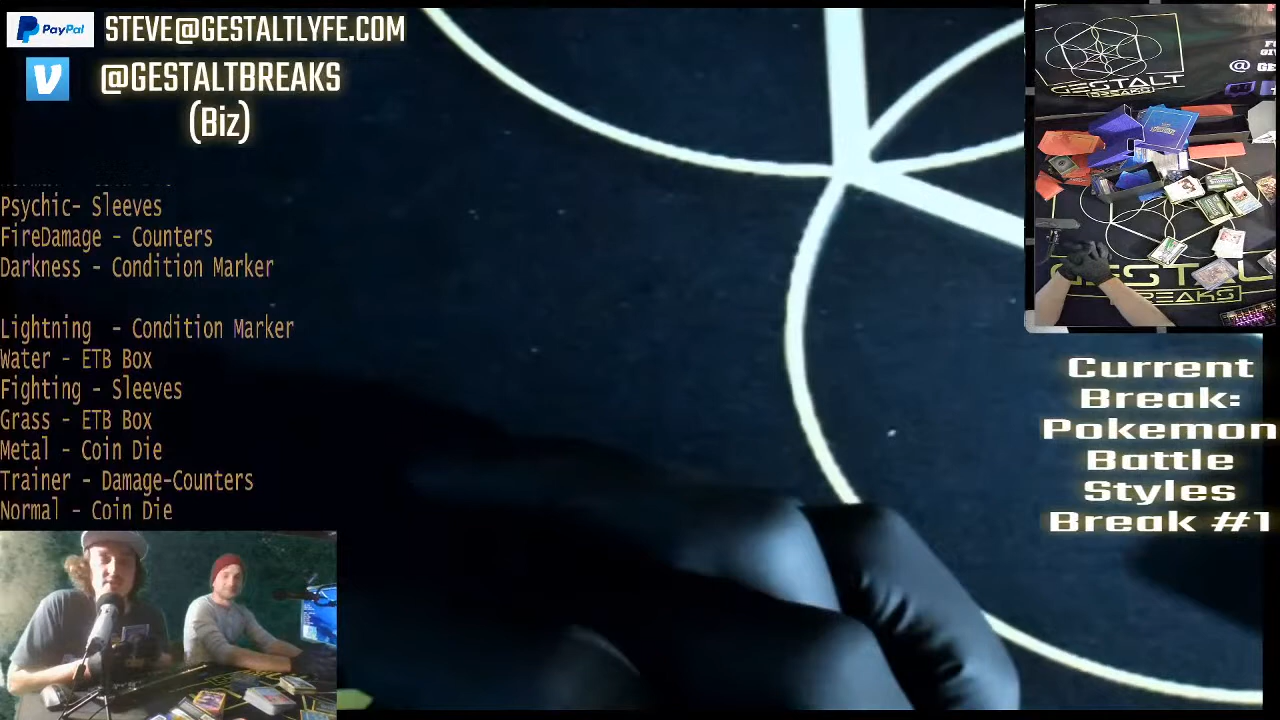 PayPal
STEVE@GESTALTLYFE.COM
@GESTALTBREAKS
(Biz)
Psychic- Sleeves
FireDamage - Counters
Darkness - Condition Marker
Lightning - Condition Marker
Water - ETB Box
Fighting - Sleeves
Grass - ETB Box
Metal - Coin Die
Trainer - Damage-Counters
Normal - Coin Die
GESTALT
BREAKS
GESTALT
BREAKS
Current
Break:
Pokemon
Battle
Styles
Break #1